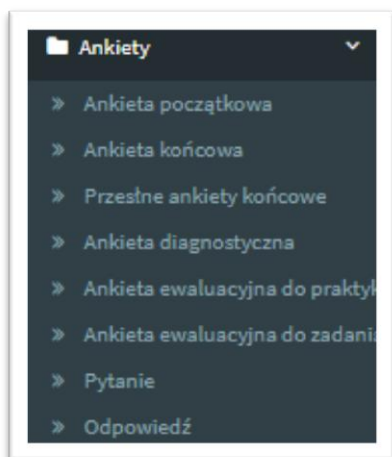 Ankiety
Ankieta początkowa
Ankieta końcowa
Przesłne ankiety końcowe
Ankieta diagnostyczna
Ankieta ewaluacyjna do praktyk
Ankieta ewaluacyjna do zadania
Pytanie
Odpowiedź